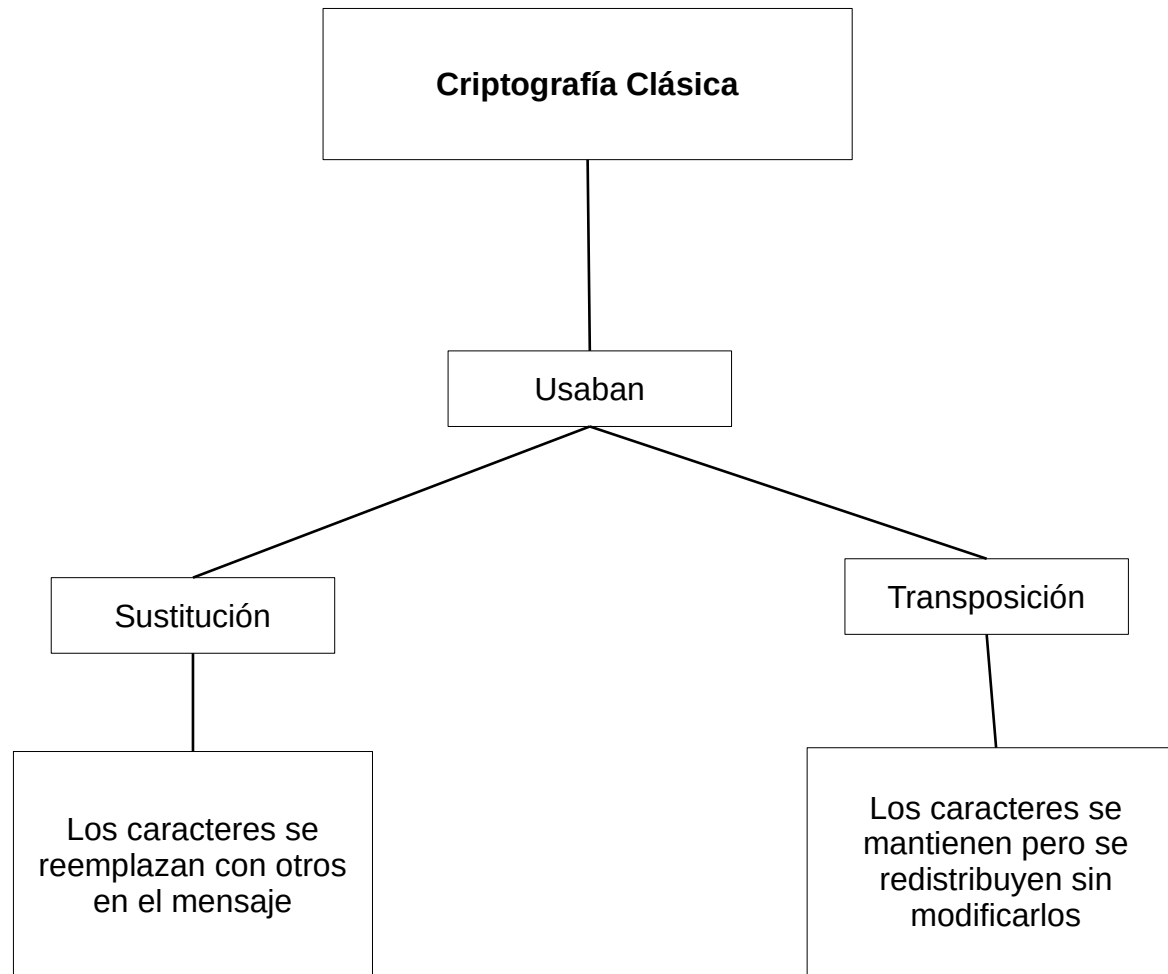 Criptografía Clásica
Usaban
Sustitución
Transposición
Los caracteres se
reemplazan con otros
en el mensaje
Los caracteres se
mantienen pero se
redistribuyen sin
modificarlos